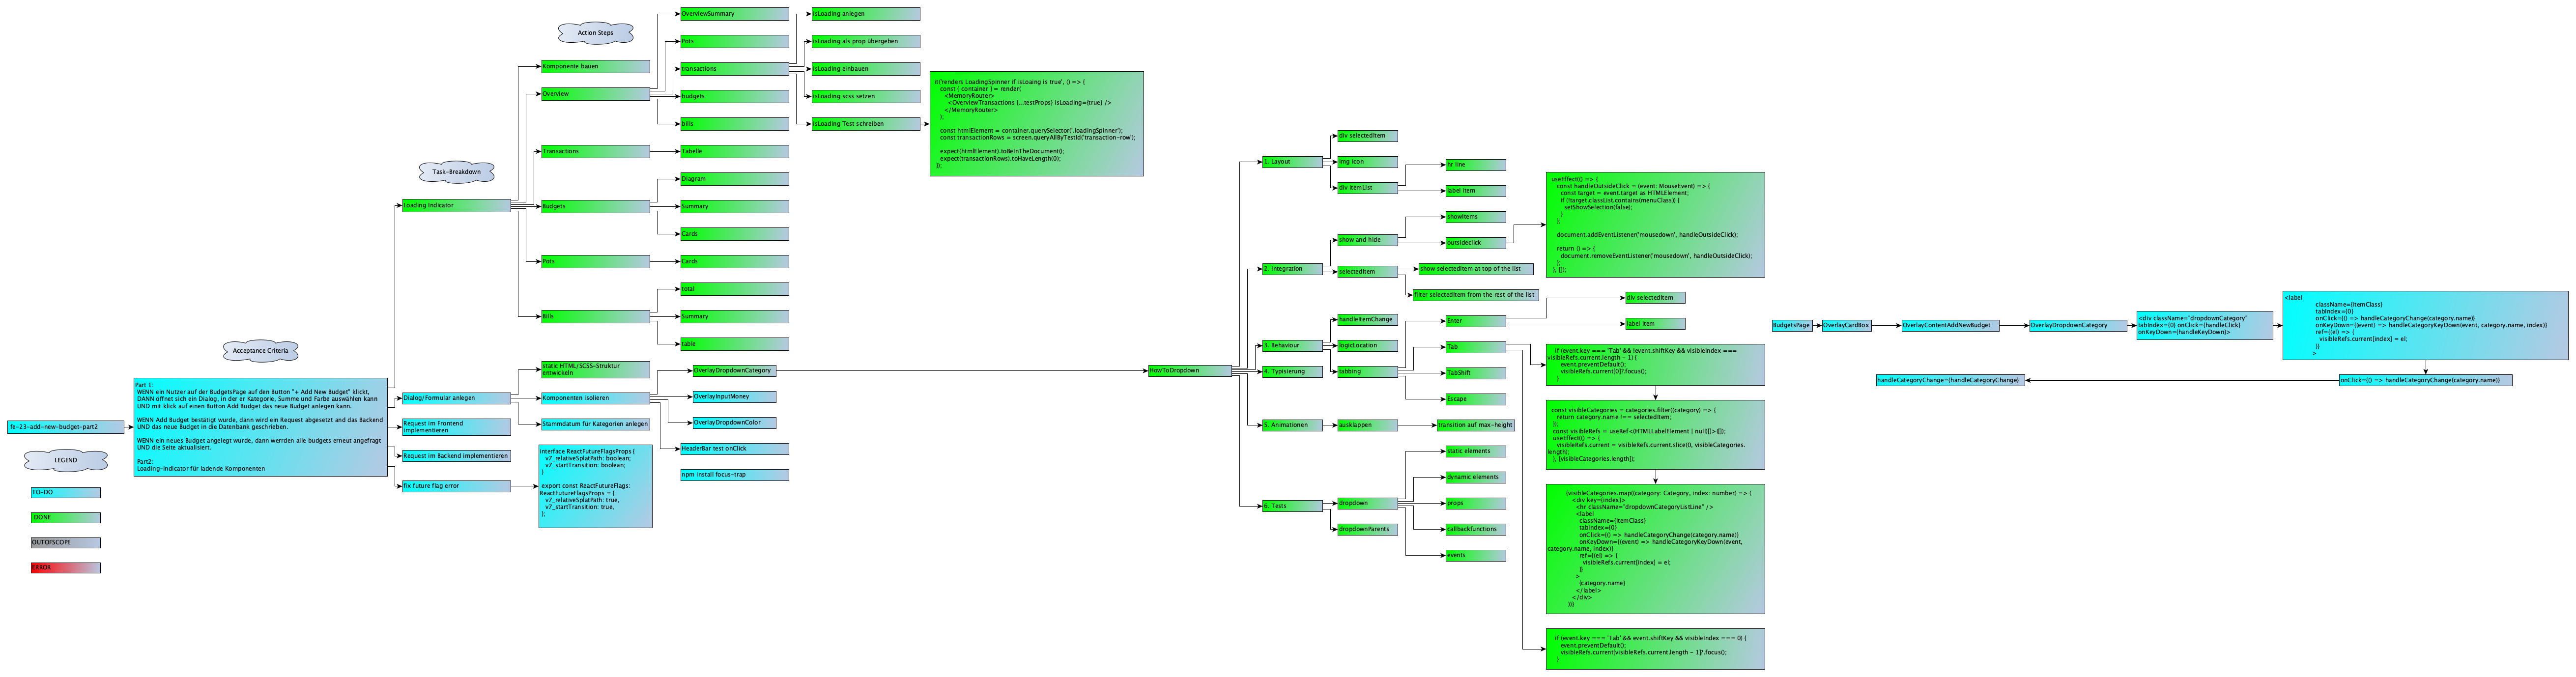 Action Steps
Task-Breakdown
Acceptance Criteria
fe-23-add-new-budget-part2
LEGEND
TO-DO
DONE
OUTOFSCOPE
ERROR
Part 1:
WENN ein Nutzer auf der BudgetsPage auf den Button "+ Add New Budget" klickt,
DANN öffnet sich ein Dialog, in der er Kategorie, Summe und Farbe auswählen kann
UND mit klick auf einen Button Add Budget das neue Budget anlegen kann.
WENN Add Budget bestätigt wurde, dann wird ein Request abgesetzt and das Backend
UND das neue Budget in die Datenbank geschrieben.
WENN ein neues Budget angelegt wurde, dann werrden alle budgets erneut angefragt
UND die Seite aktualisiert.
Part2:
Loading-Indicator für ladende Komponenten
Loading Indicator
Dialog/Formular anlegen
Request im Frontend
implementieren
Request im Backend implementieren
fix future flag error
Komponente bauen
Overview
Transactions
Budgets
Pots
Bills
static HTML/SCSS-Struktur
entwickeln
Komponenten isolieren
Stammdatum für Kategorien anlegen
interface ReactFutureFlagsProps {
v7_relativeSplatPath: boolean;
v7_startTransition: boolean;
}
export const ReactFutureFlags:
ReactFutureFlagsProps = {
v7_relativeSplatPath: true,
v7_startTransition: true,
};
OverviewSummary
Pots
transactions
budgets
bills
Tabelle
Diagram
Summary
Cards
Cards
total
Summary
table
OverlayDropdownCategory
OverlayInputMoney
OverlayDropdownColor
HeaderBar test onClick
npm install focus-trap
isLoading anlegen
isLoading als prop übergeben
isLoading einbauen
isLoading scss setzen
isLoading Test schreiben
it('renders LoadingSpinner if isLoaing is true', () => {
const { container } = render(
<MemoryRouter>
<OverviewTransactions {...testProps} isLoading={true} />
</MemoryRouter>
);
const htmlElement = container.querySelector('.loadingSpinner');
const transactionRows = screen.queryAllByTestId('transaction-row');
expect(htmlElement).toBeInTheDocument();
expect(transactionRows).toHaveLength(0);
});
HowToDropdown
1. Layout
2. Integration
3. Behaviour
4. Typisierung
5. Animationen
6. Tests
div selectedItem
img icon
div itemList
show and hide
selectedItem
handleItemChange
logicLocation
tabbing
ausklappen
dropdown
dropdownParents
hr line
label item
showItems
outsideclick
show selectedItem at top of the list
filter selectedItem from the rest of the list
Enter
Tab
TabShift
Escape
transition auf max-height
static elements
dynamic elements
props
callbackfunctions
events
useEffect(() => {
const handleOutsideClick = (event: MouseEvent) => {
const target = event.target as HTMLElement;
if (!target.classList.contains(menuClass)) {
setShowSelection(false);
}
};
document.addEventListener('mousedown', handleOutsideClick);
return () => {
document.removeEventListener('mousedown', handleOutsideClick);
};
}, []);
div selectedItem
label item
if (event.key === 'Tab' && !event.shiftKey && visibleIndex ===
visibleRefs.current.length - 1) {
event.preventDefault();
visibleRefs.current[0]?.focus();
}
const visibleCategories = categories.filter((category) => {
return category.name !== selectedItem;
});
const visibleRefs = useRef<(HTMLLabelElement | null)[]>([]);
useEffect(() => {
visibleRefs.current = visibleRefs.current.slice(0, visibleCategories.
length);
}, [visibleCategories.length]);
{visibleCategories.map((category: Category, index: number) => (
<div key={index}>
<hr className="dropdownCategoryListLine" />
<label
className={itemClass}
tabIndex={0}
onClick={() => handleCategoryChange(category.name)}
onKeyDown={(event) => handleCategoryKeyDown(event,
category.name, index)}
ref={(el) => {
visibleRefs.current[index] = el;
}}
>
{category.name}
</label>
</div>
))}
if (event.key === 'Tab' && event.shiftKey && visibleIndex === 0) {
event.preventDefault();
visibleRefs.current[visibleRefs.current.length - 1]?.focus();
}
BudgetsPage
OverlayCardBox
OverlayContentAddNewBudget
OverlayDropdownCategory
<div className="dropdownCategory"
tabIndex={0} onClick={handleClick}
onKeyDown={handleKeyDown}>
<label
className={itemClass}
tabIndex={0}
onClick={() => handleCategoryChange(category.name)}
onKeyDown={(event) => handleCategoryKeyDown(event, category.name, index)}
ref={(el) => {
visibleRefs.current[index] = el;
}}
>
handleCategoryChange={handleCategoryChange}
onClick={() => handleCategoryChange(category.name)}